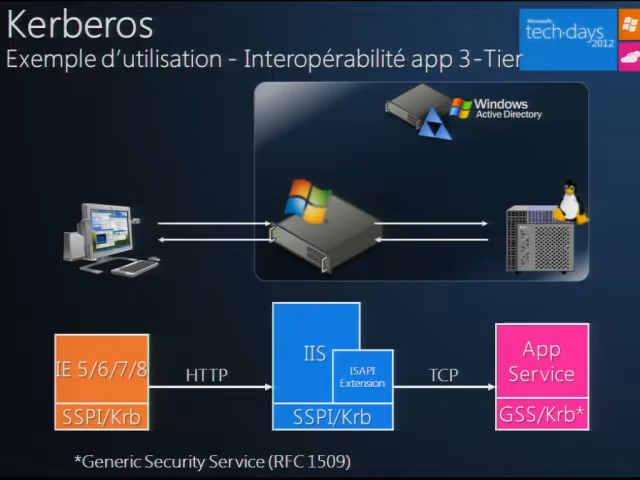 Kerberos
Exemple d'utilisation - Interopérabilité app 3-Tier
Microsoft
tech·days
2012
Windows
Active Directory
IE 5/6/7/8
SSPI/Krb
HTTP
IIS
ISAPI
Extension
SSPI/Krb
TCP
App
Service
GSS/Krb*
*Generic Security Service (RFC 1509)